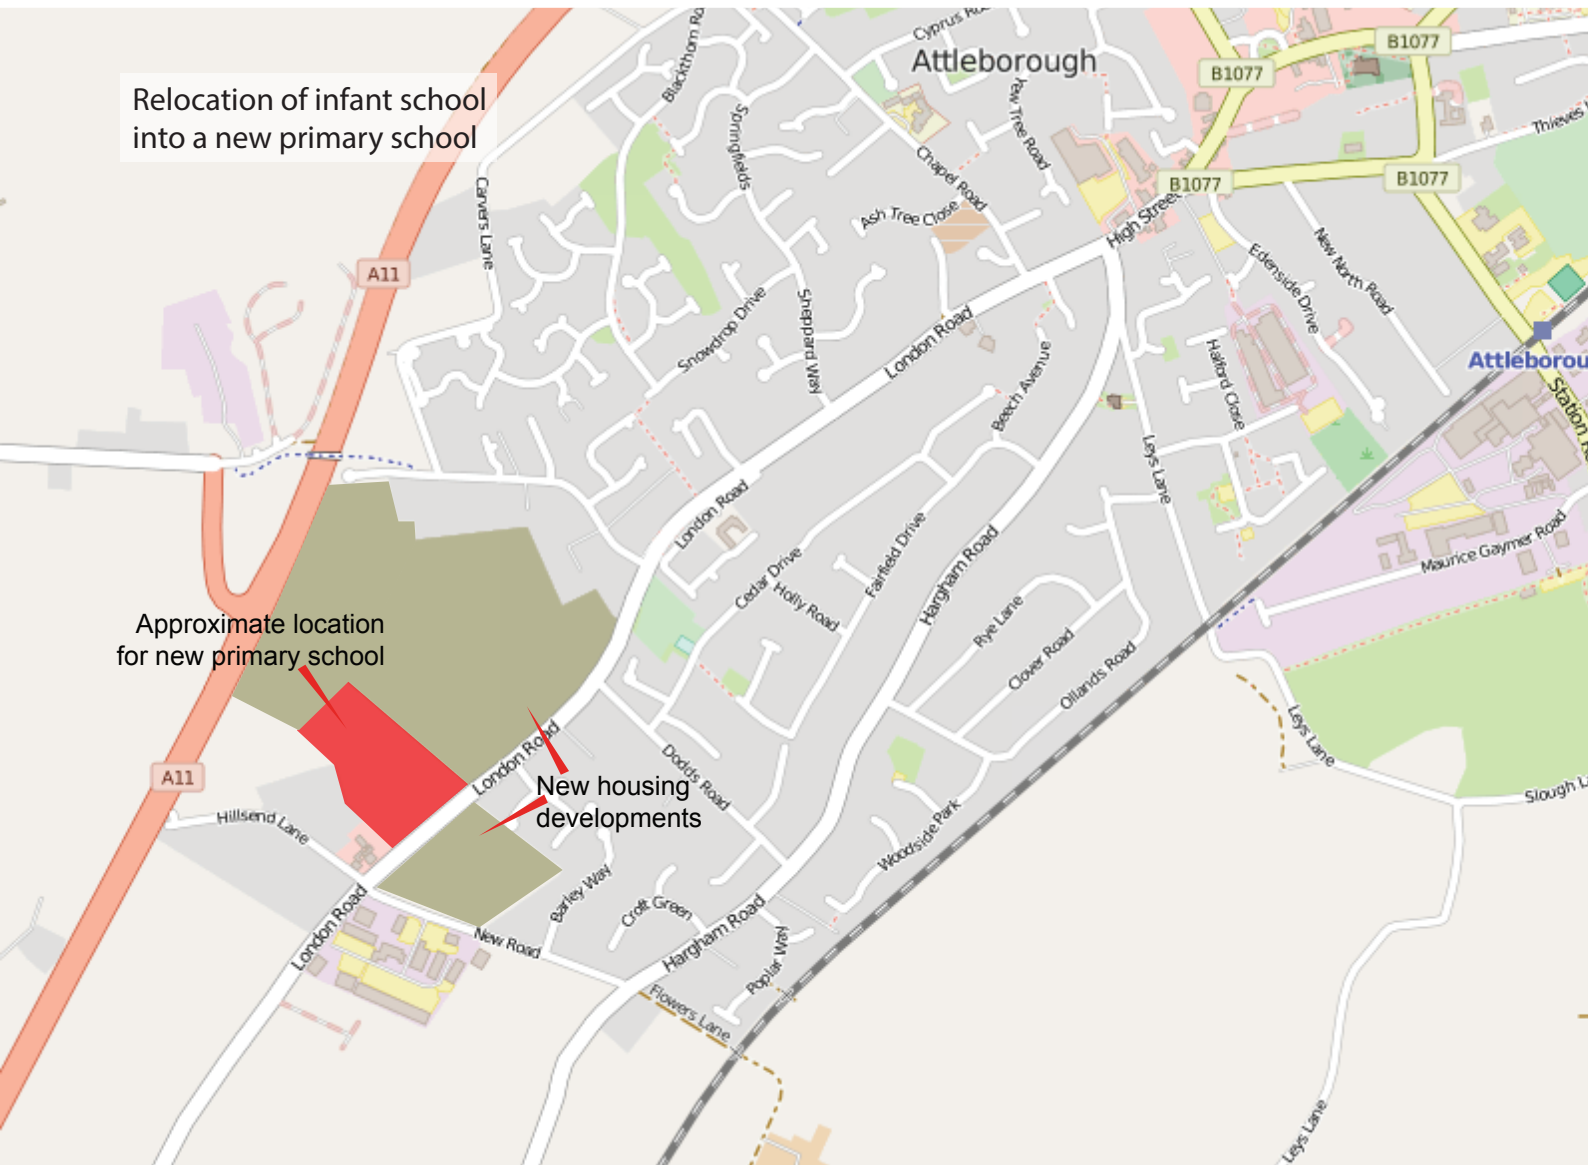 Cyprus
Attleborough
B1077
B1077
Blackthorn
Relocation of infant school
into a new primary school
Springfields
Yew Tree Road
Thieves
Chapel Road
B1077
B1077
Carvers Lane
Ash Tree Close
High Street
New North Road
Edenside Drive
A11
Snowdrop Drive
Sheppard Way
London Road
Halford Close
Attleborou
Beech Avenue
Station
Leys Lane
London Road
Maurice Gaymer Road
Cedar Drive
Fairfield Drive
Hargham Road
Holly Road
Rye Lane
Approximate location
for new primary school
Clover Road
Ollands Road
Leys Lane
London Road
Dodds Road
A11
New housing
developments
Slough
Hillsend Lane
Woodside Park
Barley Way
Croft Green
London Road
New Road
Hargham Road
Poplar Way
Flowers Lane
Leys Lane